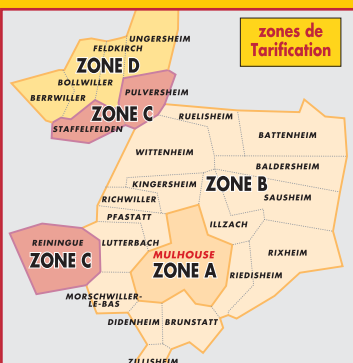 zones de
Tarification
UNGERSHEIM
FELDKIRCH
ZONE D
BOLLWILLER
BERRWILLER
PULVERSHEIM
ZONE C
STAFFELFELDEN
RUELISHEIM
BATTENHEIM
WITTENHEIM
BALDERSHEIM
KINGERSHEIM
ZONE B
SAUSHEIM
RICHWILLER
PFASTATT
ILLZACH
REININGUE
LUTTERBACH
ZONE C
MULHOUSE
ZONE A
RIXHEIM
RIEDISHEIM
MORSCHWILLER-
LE-BAS
DIDENHEIM
BRUNSTATT
ZILLISHEIM